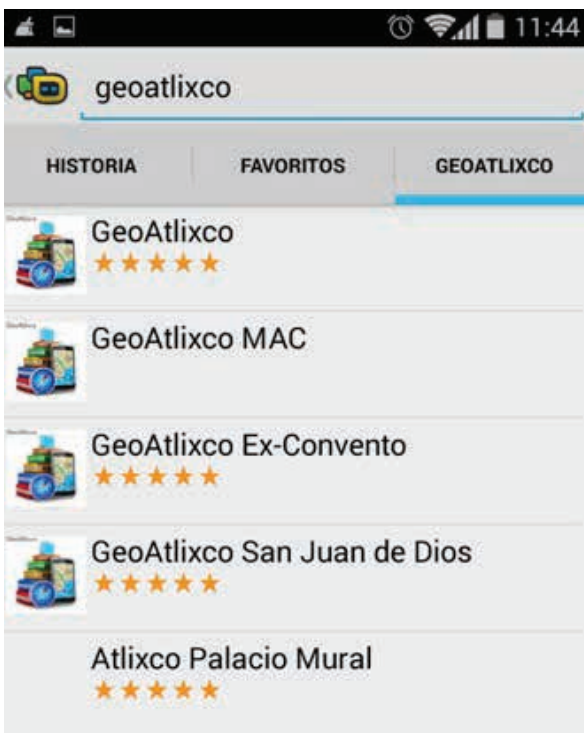 11:44
geoatlixco
HISTORIA FAVORITOS GEOATLIXCO
GeoAtlixco
GeoAtlixco MAC
GeoAtlixco Ex-Convento
GeoAtlixco San Juan de Dios
Atlixco Palacio Mural